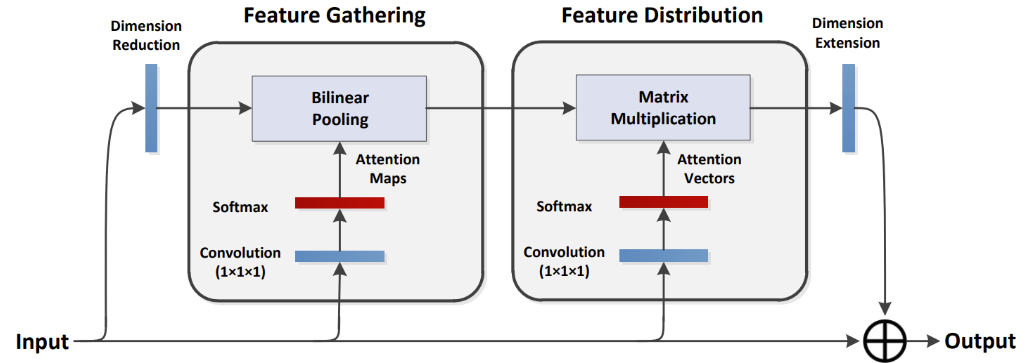 Feature Gathering
Feature Distribution
Dimension
Reduction
Dimension
Extension
Bilinear
Pooling
Matrix
Multiplication
Attention
Maps
Attention
Vectors
Softmax
Softmax
Convolution
(1×1×1)
Convolution
(1×1×1)
Input
Output